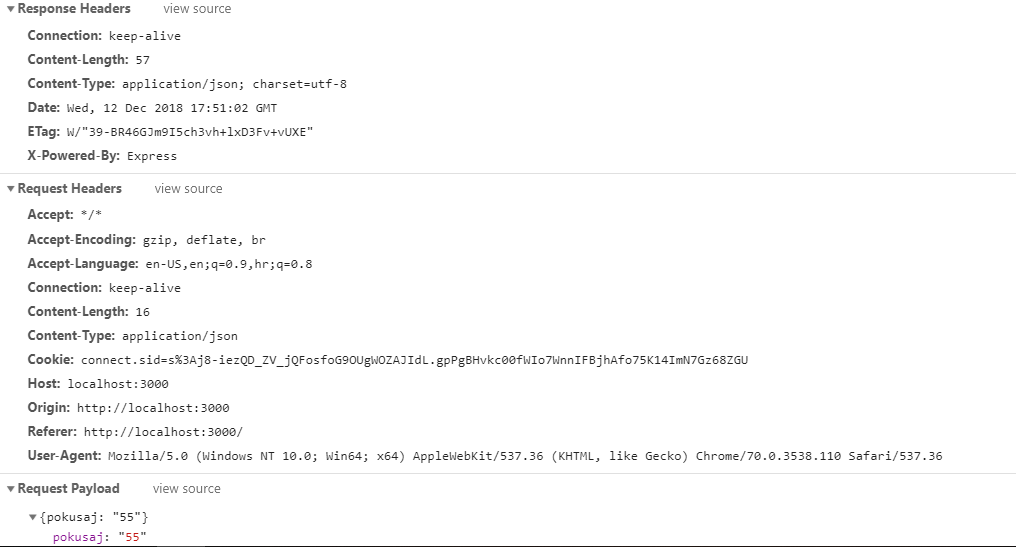 Response Headers view source
Connection: keep-alive
Content-Length: 57
Content-Type: application/json; charset=utf-8
Date: Wed, 12 Dec 2018 17:51:02 GMT
ETag: W/"39-BR46GJm9I5ch3vh+lxD3Fv+vUXE"
X-Powered-By: Express
Request Headers view source
Accept: */*
Accept-Encoding: gzip, deflate, br
Accept-Language: en-US,en;q=0.9,hr;q=0.8
Connection: keep-alive
Content-Length: 16
Content-Type: application/json
Cookie: connect.sid=s%3Aj8-iezQD_ZV_jQFosfoG9OUgWOZAJIdL.gpPgBHvkc00fWIo7WnnIFBjhAfo75K14ImN7Gz68ZGU
Host: localhost:3000
Origin: http://localhost:3000
Referer: http://localhost:3000/
User-Agent: Mozilla/5.0 (Windows NT 10.0; Win64; x64) AppleWebKit/537.36 (KHTML, like Gecko) Chrome/70.0.3538.110 Safari/537.36
Request Payload view source
{pokusaj: "55"}
pokusaj: "55"